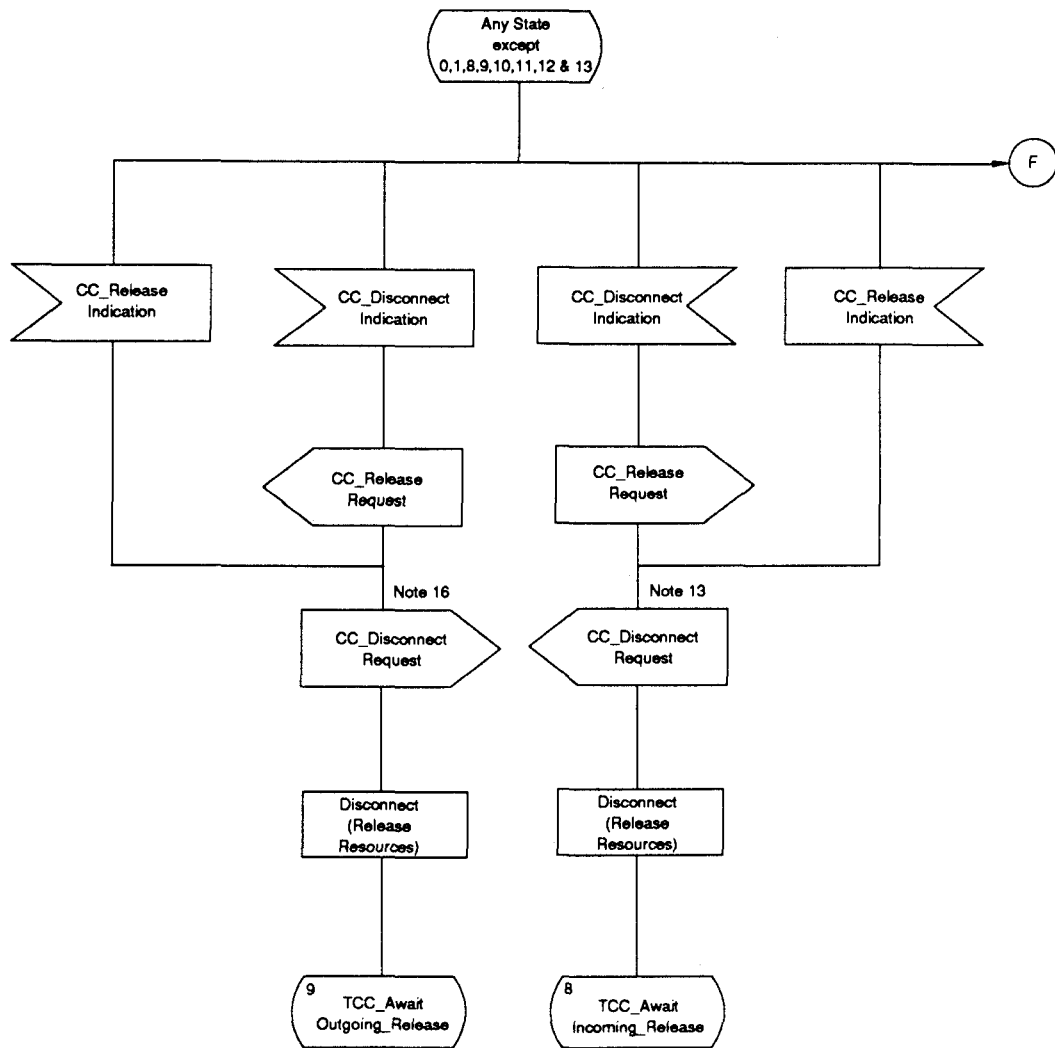 Any State
except
0,1,8,9,10,11,12 & 13
F
CC_Release
Indication
CC_Disconnect
Indication
CC_Disconnect
Indication
CC_Release
Indication
CC_Release
Request
CC_Release
Request
Note 16
Note 13
CC_Disconnect
Request
CC_Disconnect
Request
Disconnect
(Release
Resources)
Disconnect
(Release
Resources)
9
TCC_Await
Outgoing_Release
8
TCC_Await
Incoming_Release